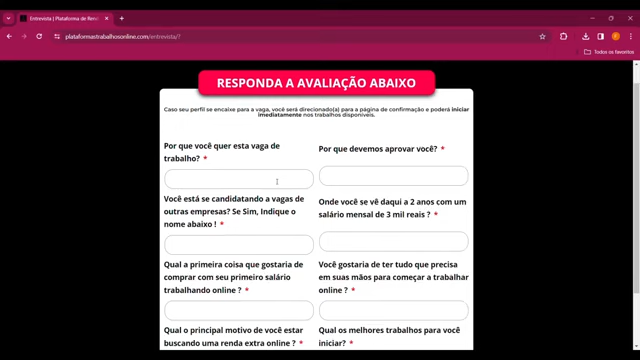 Entrevista | Plataforma de Rend
plataformastrabalhosonline.com/entrevista/?
Todos os favoritos
RESPONDA A AVALIAÇÃO ABAIXO
Caso seu perfil se encaixe para a vaga, você será direcionado(a) para a página de confirmação e poderá iniciar
imediatamente nos trabalhos disponíveis.
Por que você quer esta vaga de
trabalho? *
Por que devemos aprovar você? *
Você está se candidatando a vagas de
outras empresas? Se Sim, Indique o
nome abaixo ! *
Onde você se vê daqui a 2 anos com um
salário mensal de 3 mil reais ? *
Qual a primeira coisa que gostaria de
comprar com seu primeiro salário
trabalhando online ? *
Você gostaria de ter tudo que precisa
em suas mãos para começar a trabalhar
online ? *
Qual o principal motivo de você estar
buscando uma renda extra online ? *
Qual os melhores trabalhos para você
iniciar? *